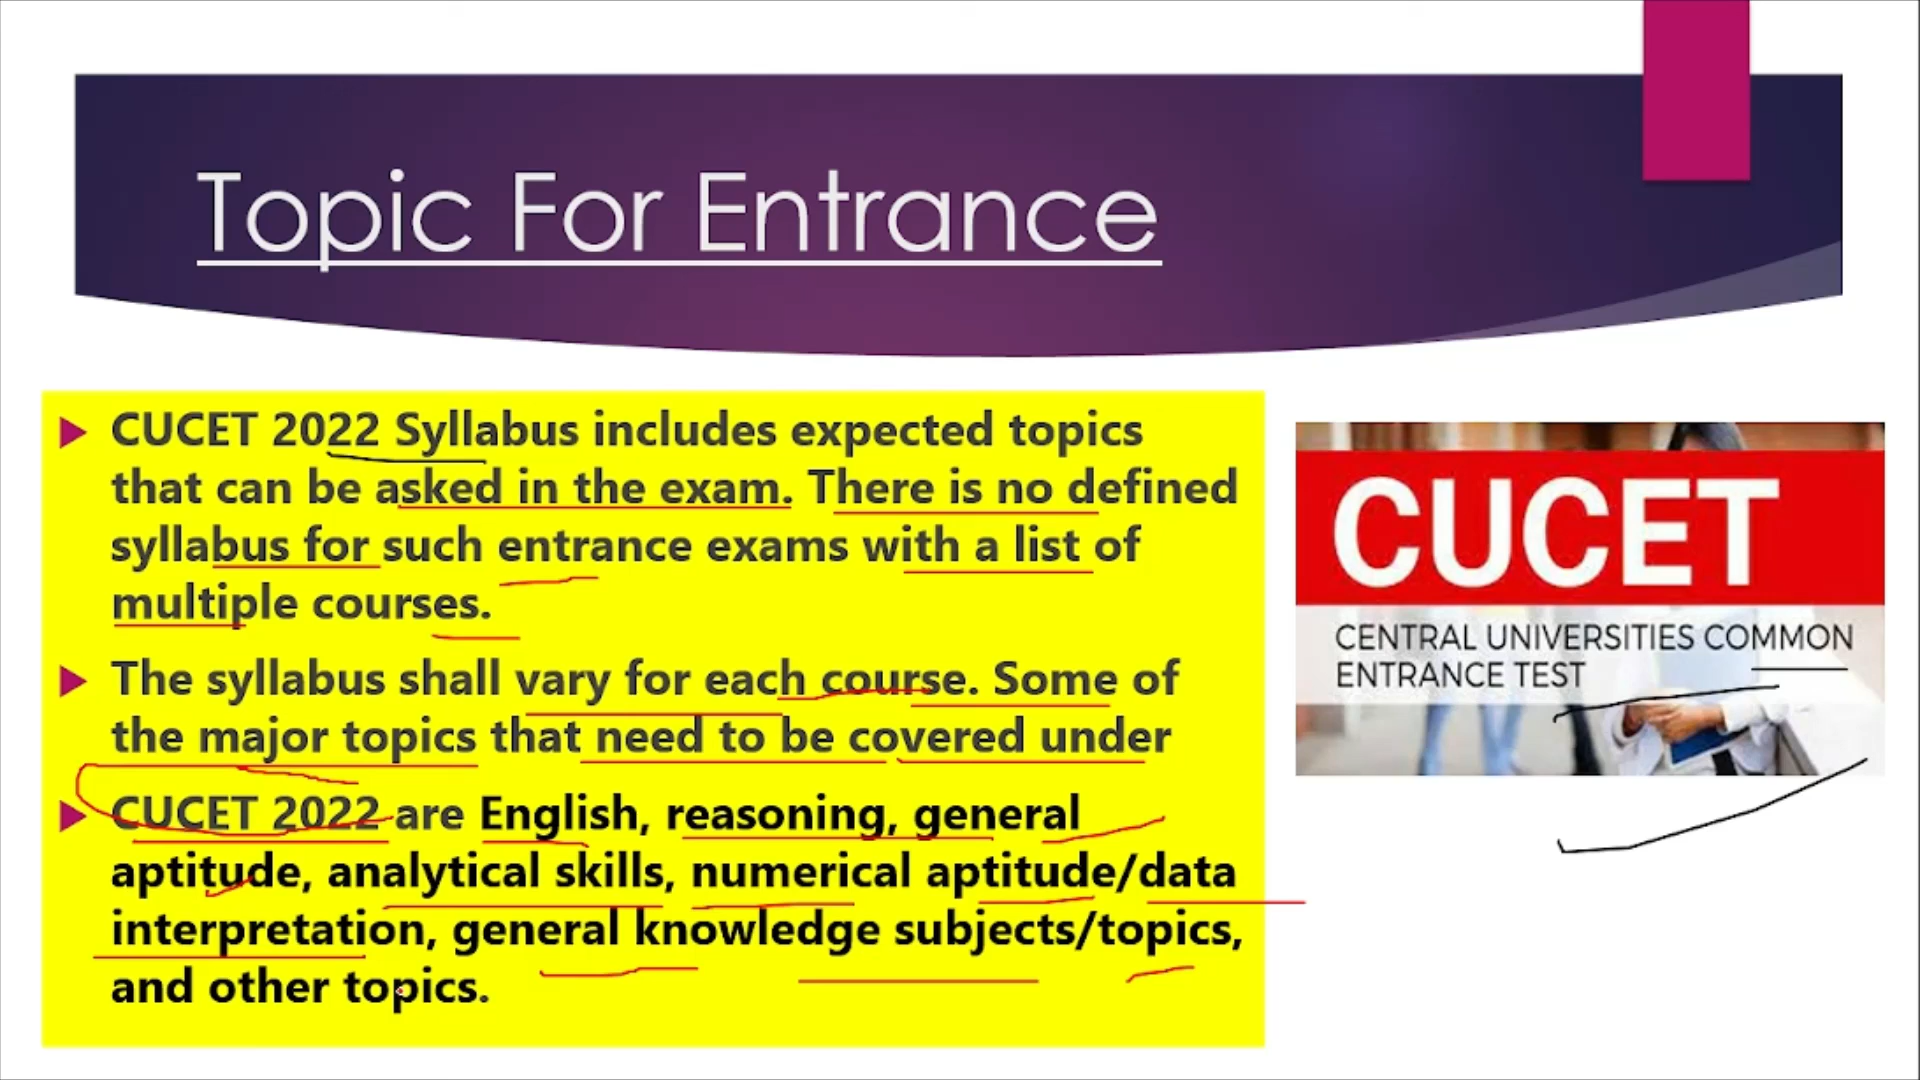 Topic For Entrance
CUCET 2022 Syllabus includes expected topics
that can be asked in the exam. There is no defined
syllabus for such entrance exams with a list of
multiple courses.
The syllabus shall vary for each course. Some of
the major topics that need to be covered under
CUCET 2022 are English, reasoning, general
aptitude, analytical skills, numerical aptitude/data
interpretation, general knowledge subjects/topics,
and other topics.
CUCET
CENTRAL UNIVERSITIES COMMON
ENTRANCE TEST